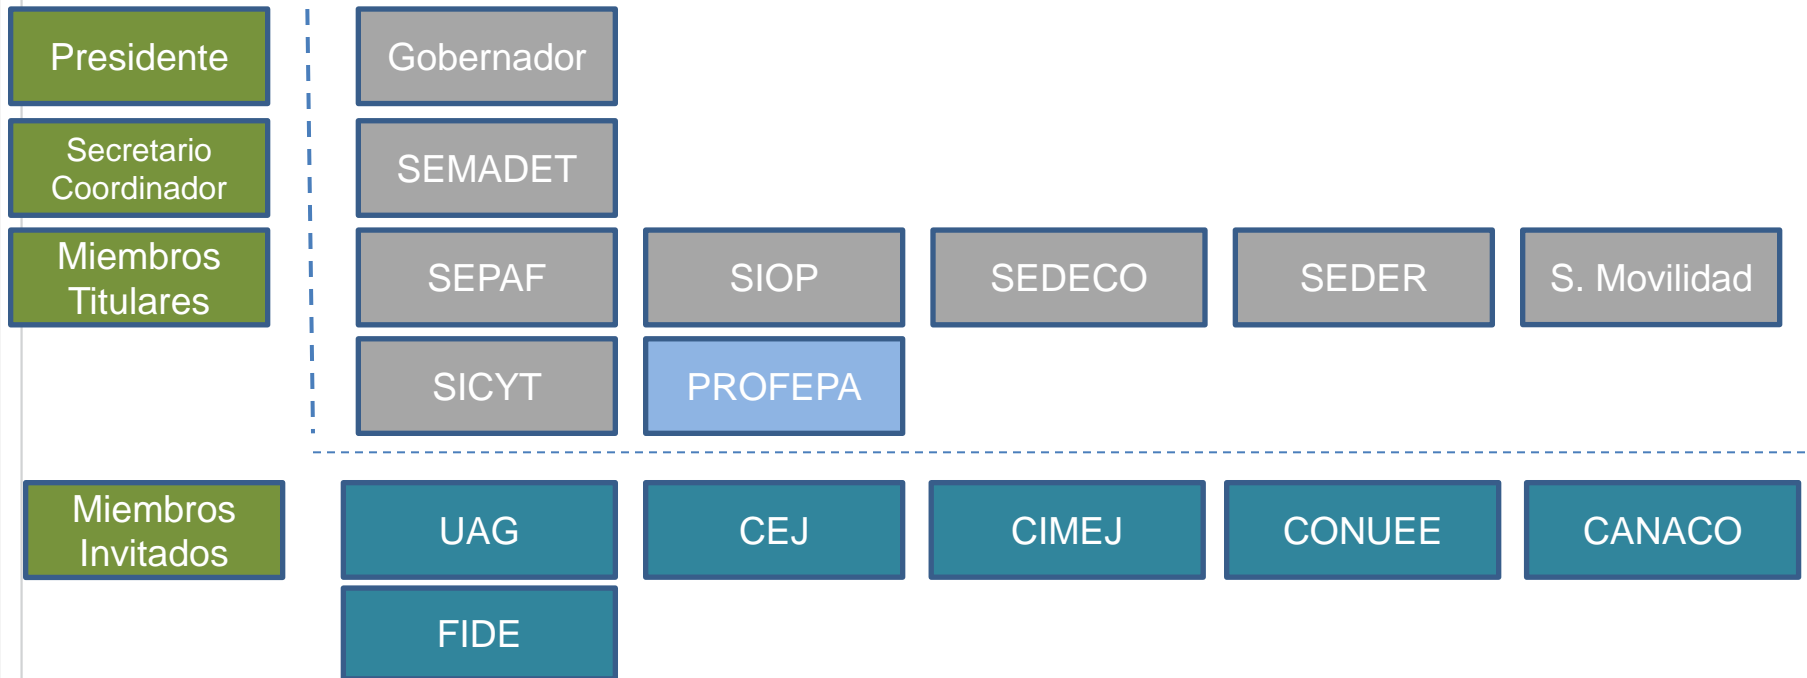 Presidente
Gobernador
Secretario
Coordinador
SEMADET
Miembros
Titulares
SEPAF
SIOP
SEDECO
SEDER
S. Movilidad
SICYT
PROFEPA
Miembros
Invitados
UAG
CEJ
CIMEJ
CONUEE
CANACO
FIDE